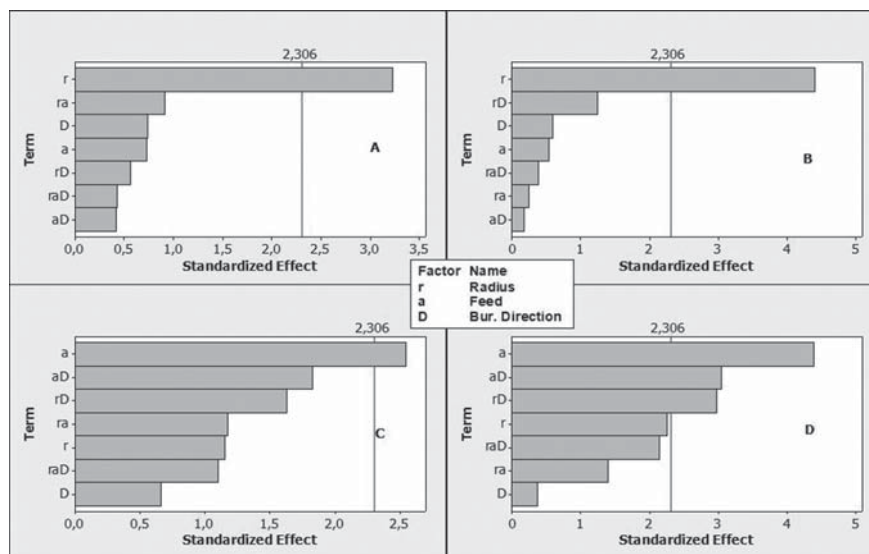 2,306
Term
r
ra
D
a
rD
raD
aD
A
0,0 0,5 1,0 1,5 2,0 2,5 3,0 3,5
Standardized Effect
2,306
Term
r
rD
D
a
raD
ra
aD
B
0 1 2 3 4 5
Standardized Effect
Factor Name
r Radius
a Feed
D Bur. Direction
2,306
Term
a
aD
rD
ra
r
raD
D
C
0,0 0,5 1,0 1,5 2,0 2,5
Standardized Effect
2,306
Term
a
aD
rD
r
raD
ra
D
D
0 1 2 3 4 5
Standardized Effect